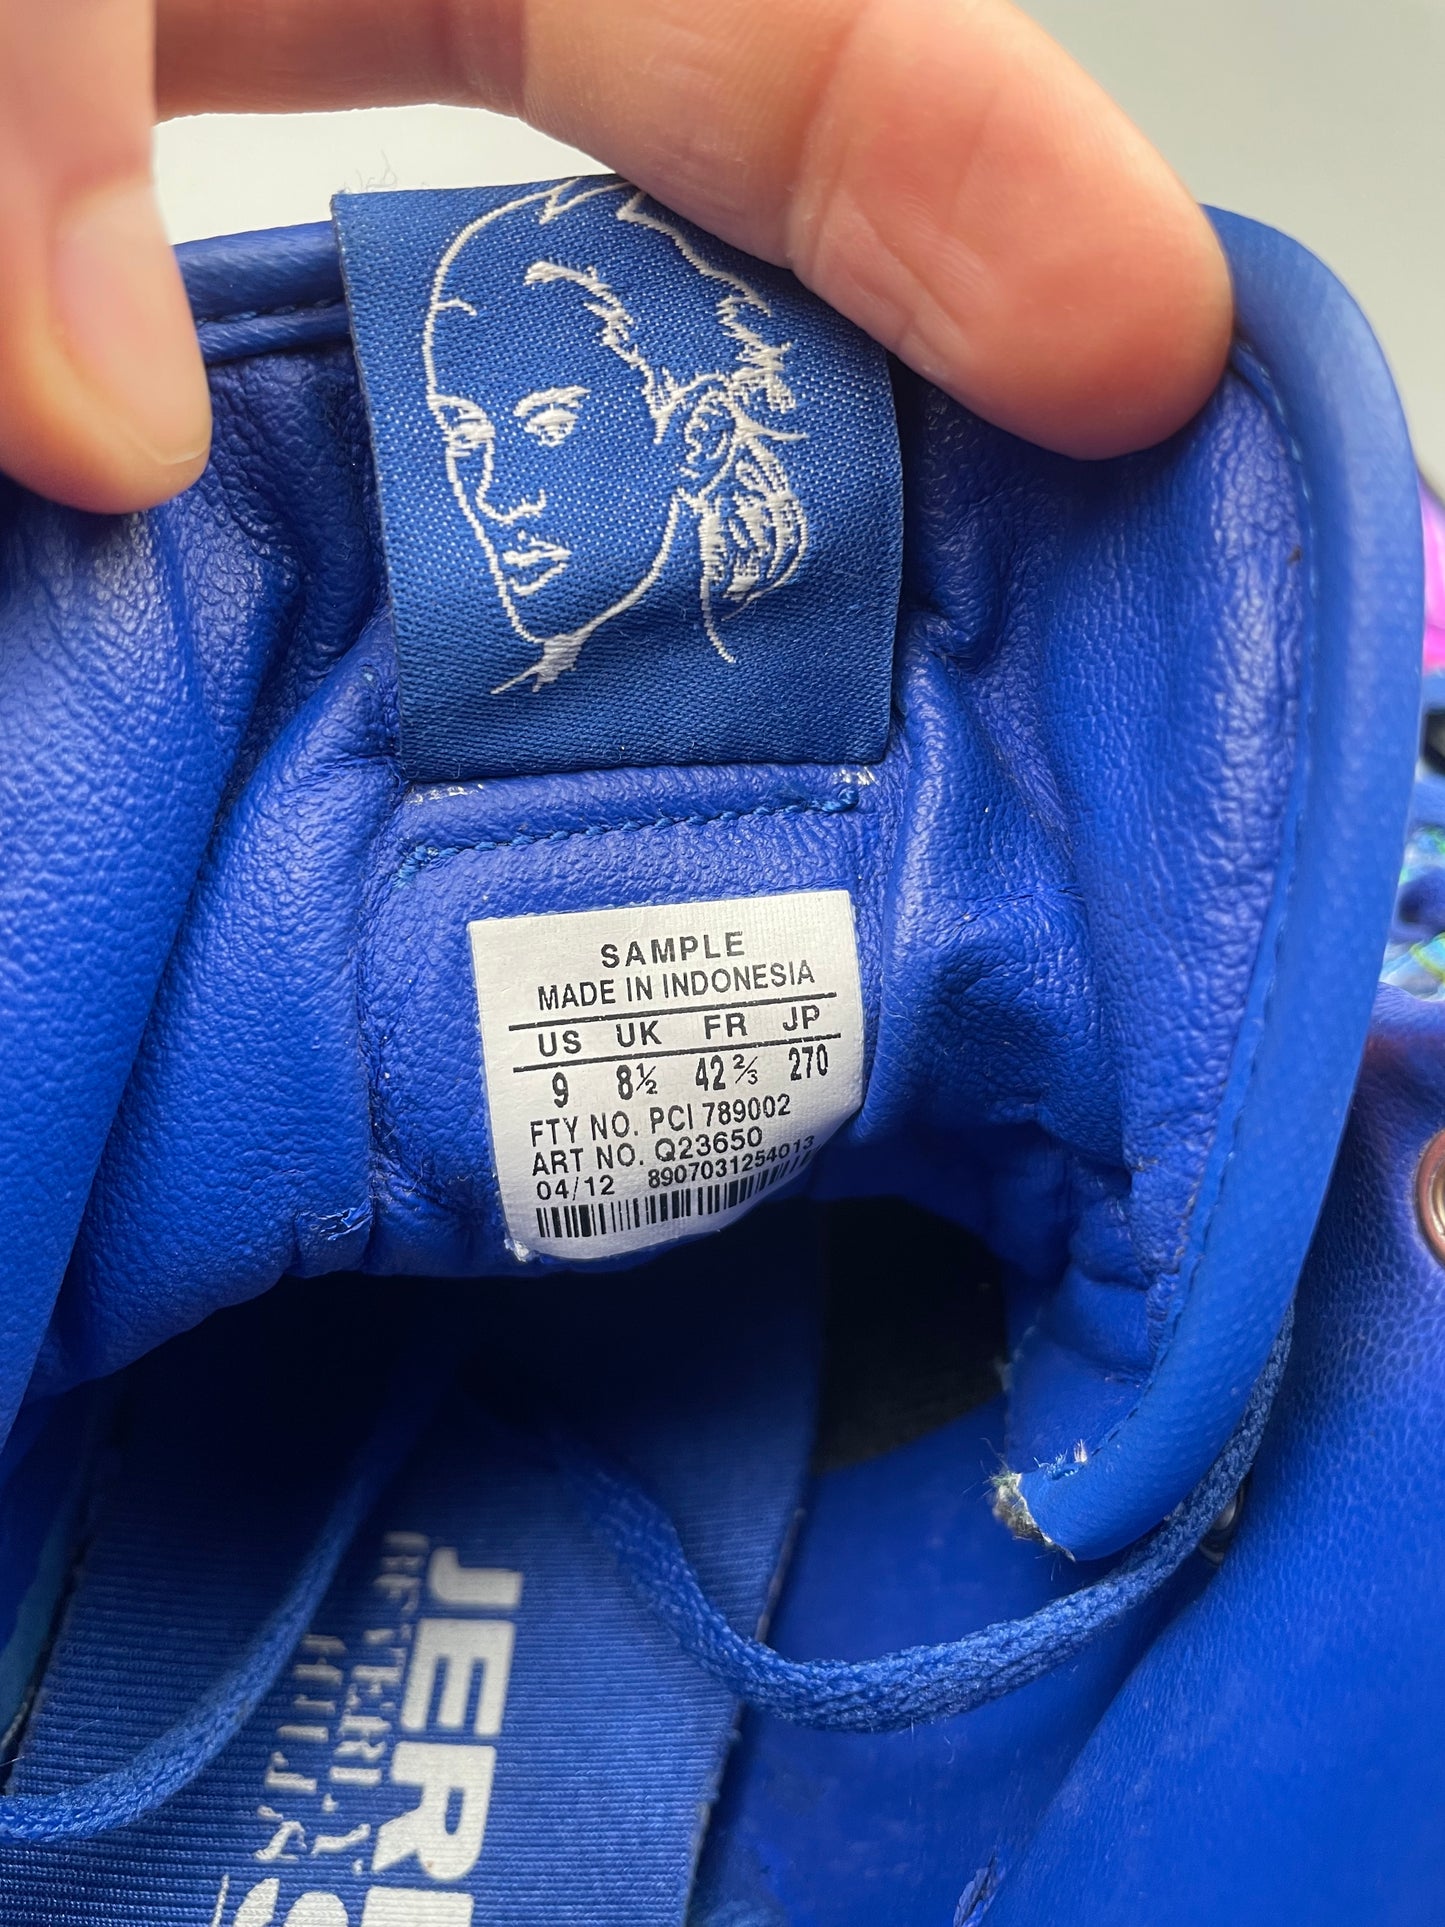 SAMPLE
MADE IN INDONESIA
US UK FR JP
9 8½ 42⅔ 270
FTY NO. PCI 789002
ART NO. Q23650
04/12 8907031254013